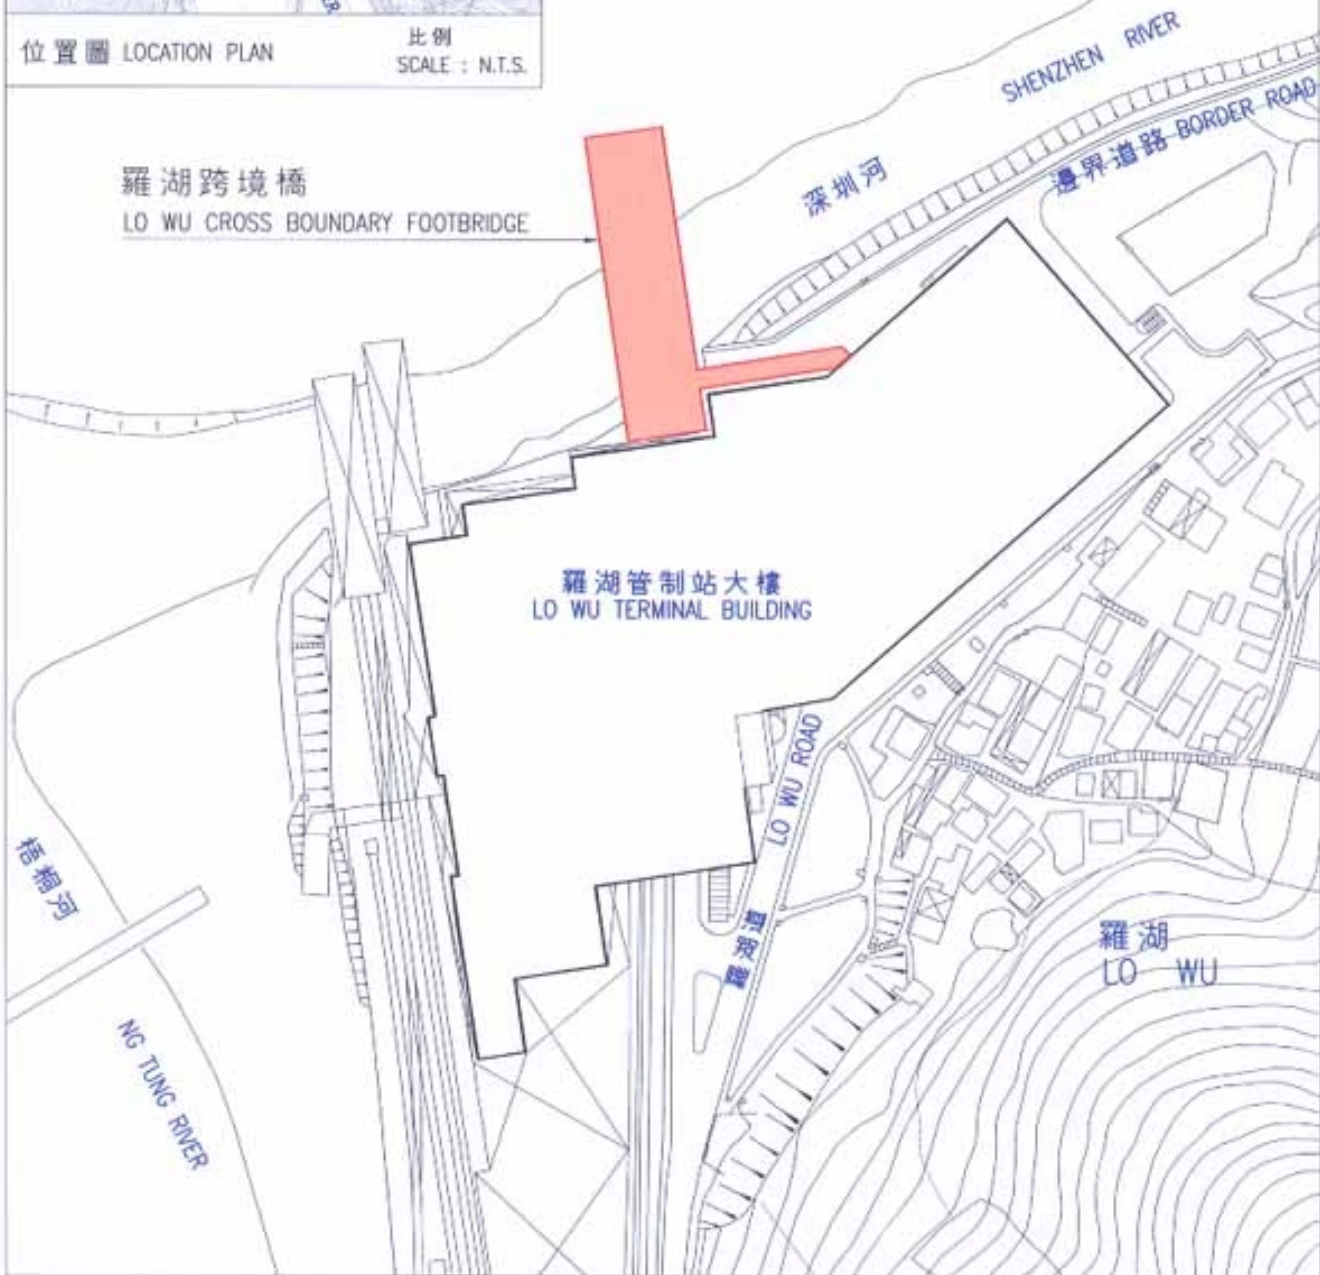 位置圖 LOCATION PLAN
比例
SCALE : N.T.S.
SHENZHEN RIVER
深圳河
邊界道路 BORDER ROAD
羅湖跨境橋
LO WU CROSS BOUNDARY FOOTBRIDGE
羅湖管制站大樓
LO WU TERMINAL BUILDING
LO WU ROAD
羅湖道
梧桐河
NG TUNG RIVER
羅湖
LO WU